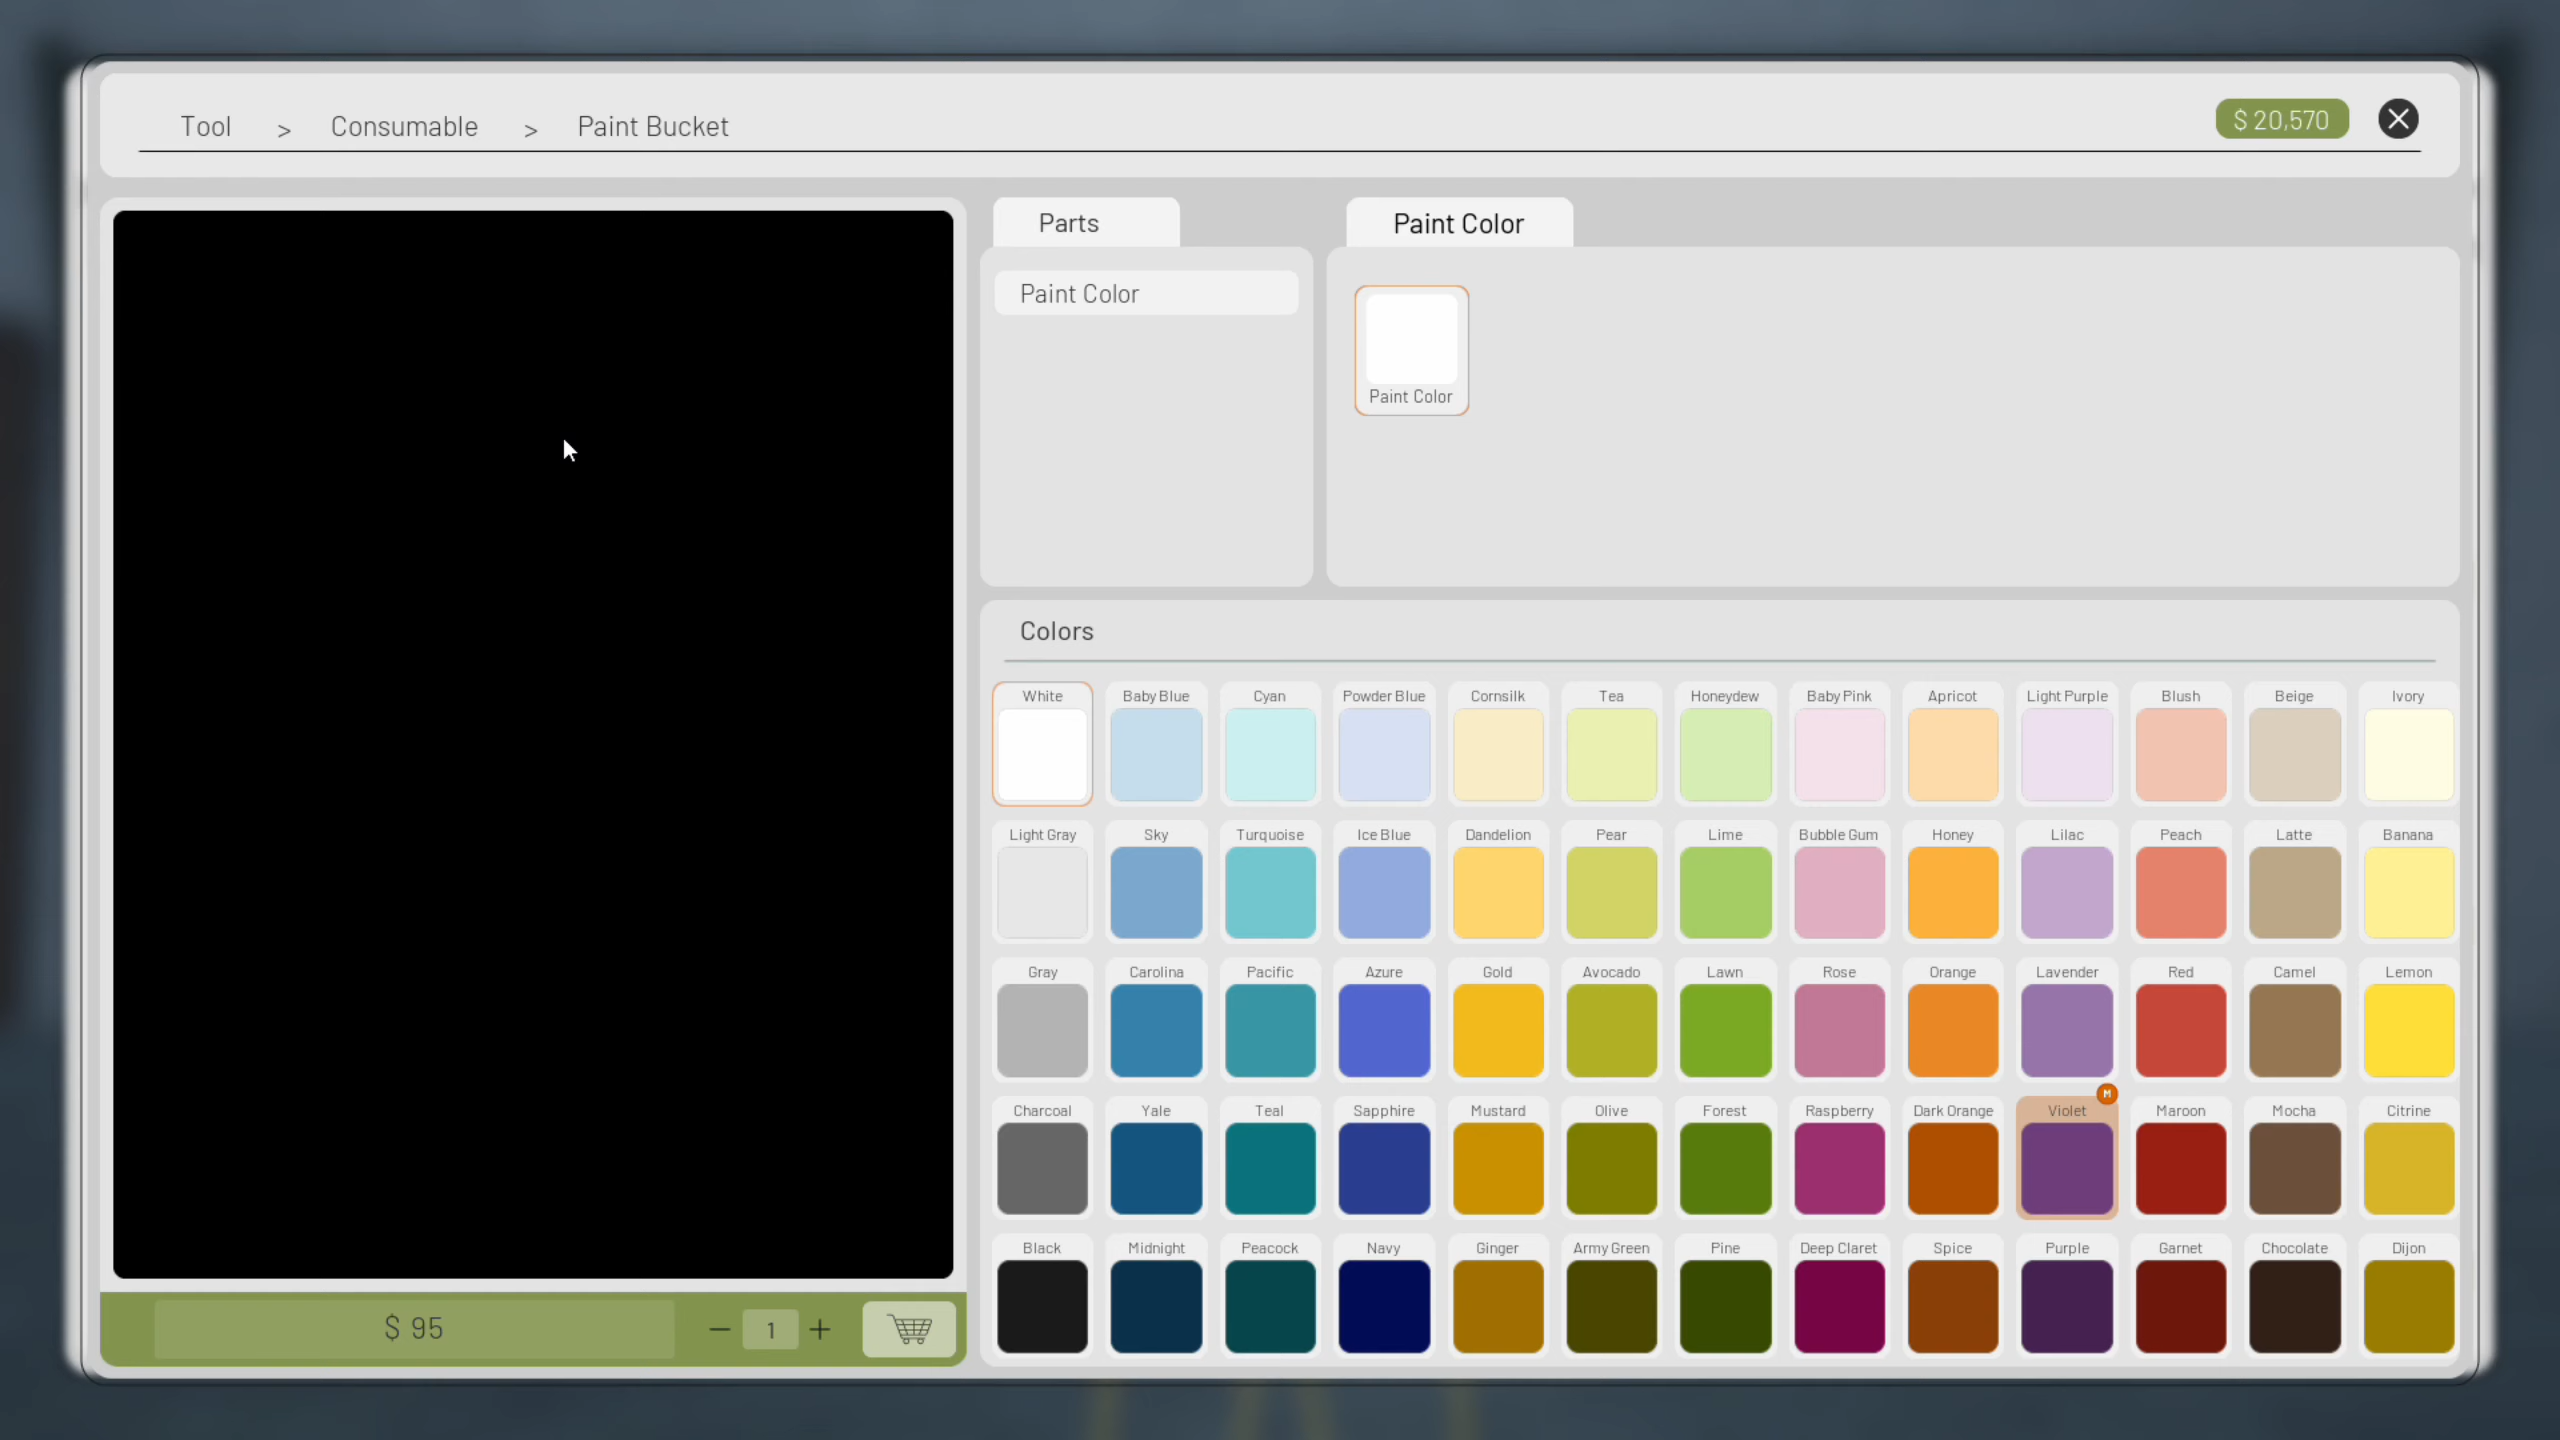 Tool > Consumable > Paint Bucket
$ 20,570
Parts
Paint Color
Paint Color
Paint Color
Colors
White Baby Blue Cyan Powder Blue Cornsilk Tea Honeydew Baby Pink Apricot Light Purple Blush Beige Ivory
Light Gray Sky Turquoise Ice Blue Dandelion Pear Lime Bubble Gum Honey Lilac Peach Latte Banana
Gray Carolina Pacific Azure Gold Avocado Lawn Rose Orange Lavender Red Camel Lemon
M
Charcoal Yale Teal Sapphire Mustard Olive Forest Raspberry Dark Orange Violet Maroon Mocha Citrine
Black Midnight Peacock Navy Ginger Army Green Pine Deep Claret Spice Purple Garnet Chocolate Dijon
$ 95 − 1 +